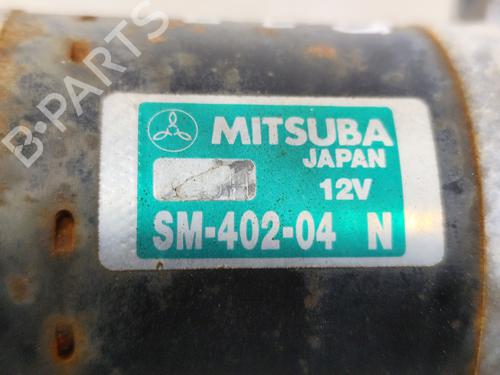 B-PARTS
MITSUBA
JAPAN
12V
SM-402-04 N